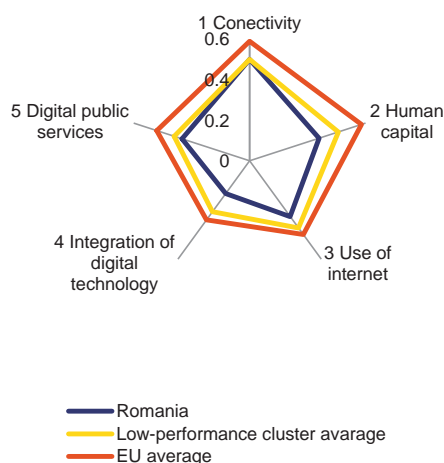 1 Conectivity
0.6
0.4
0.2
0
5 Digital public
services
2 Human
capital
4 Integration of
digital
technology
3 Use of
internet
Romania
Low-performance cluster avarage
EU average